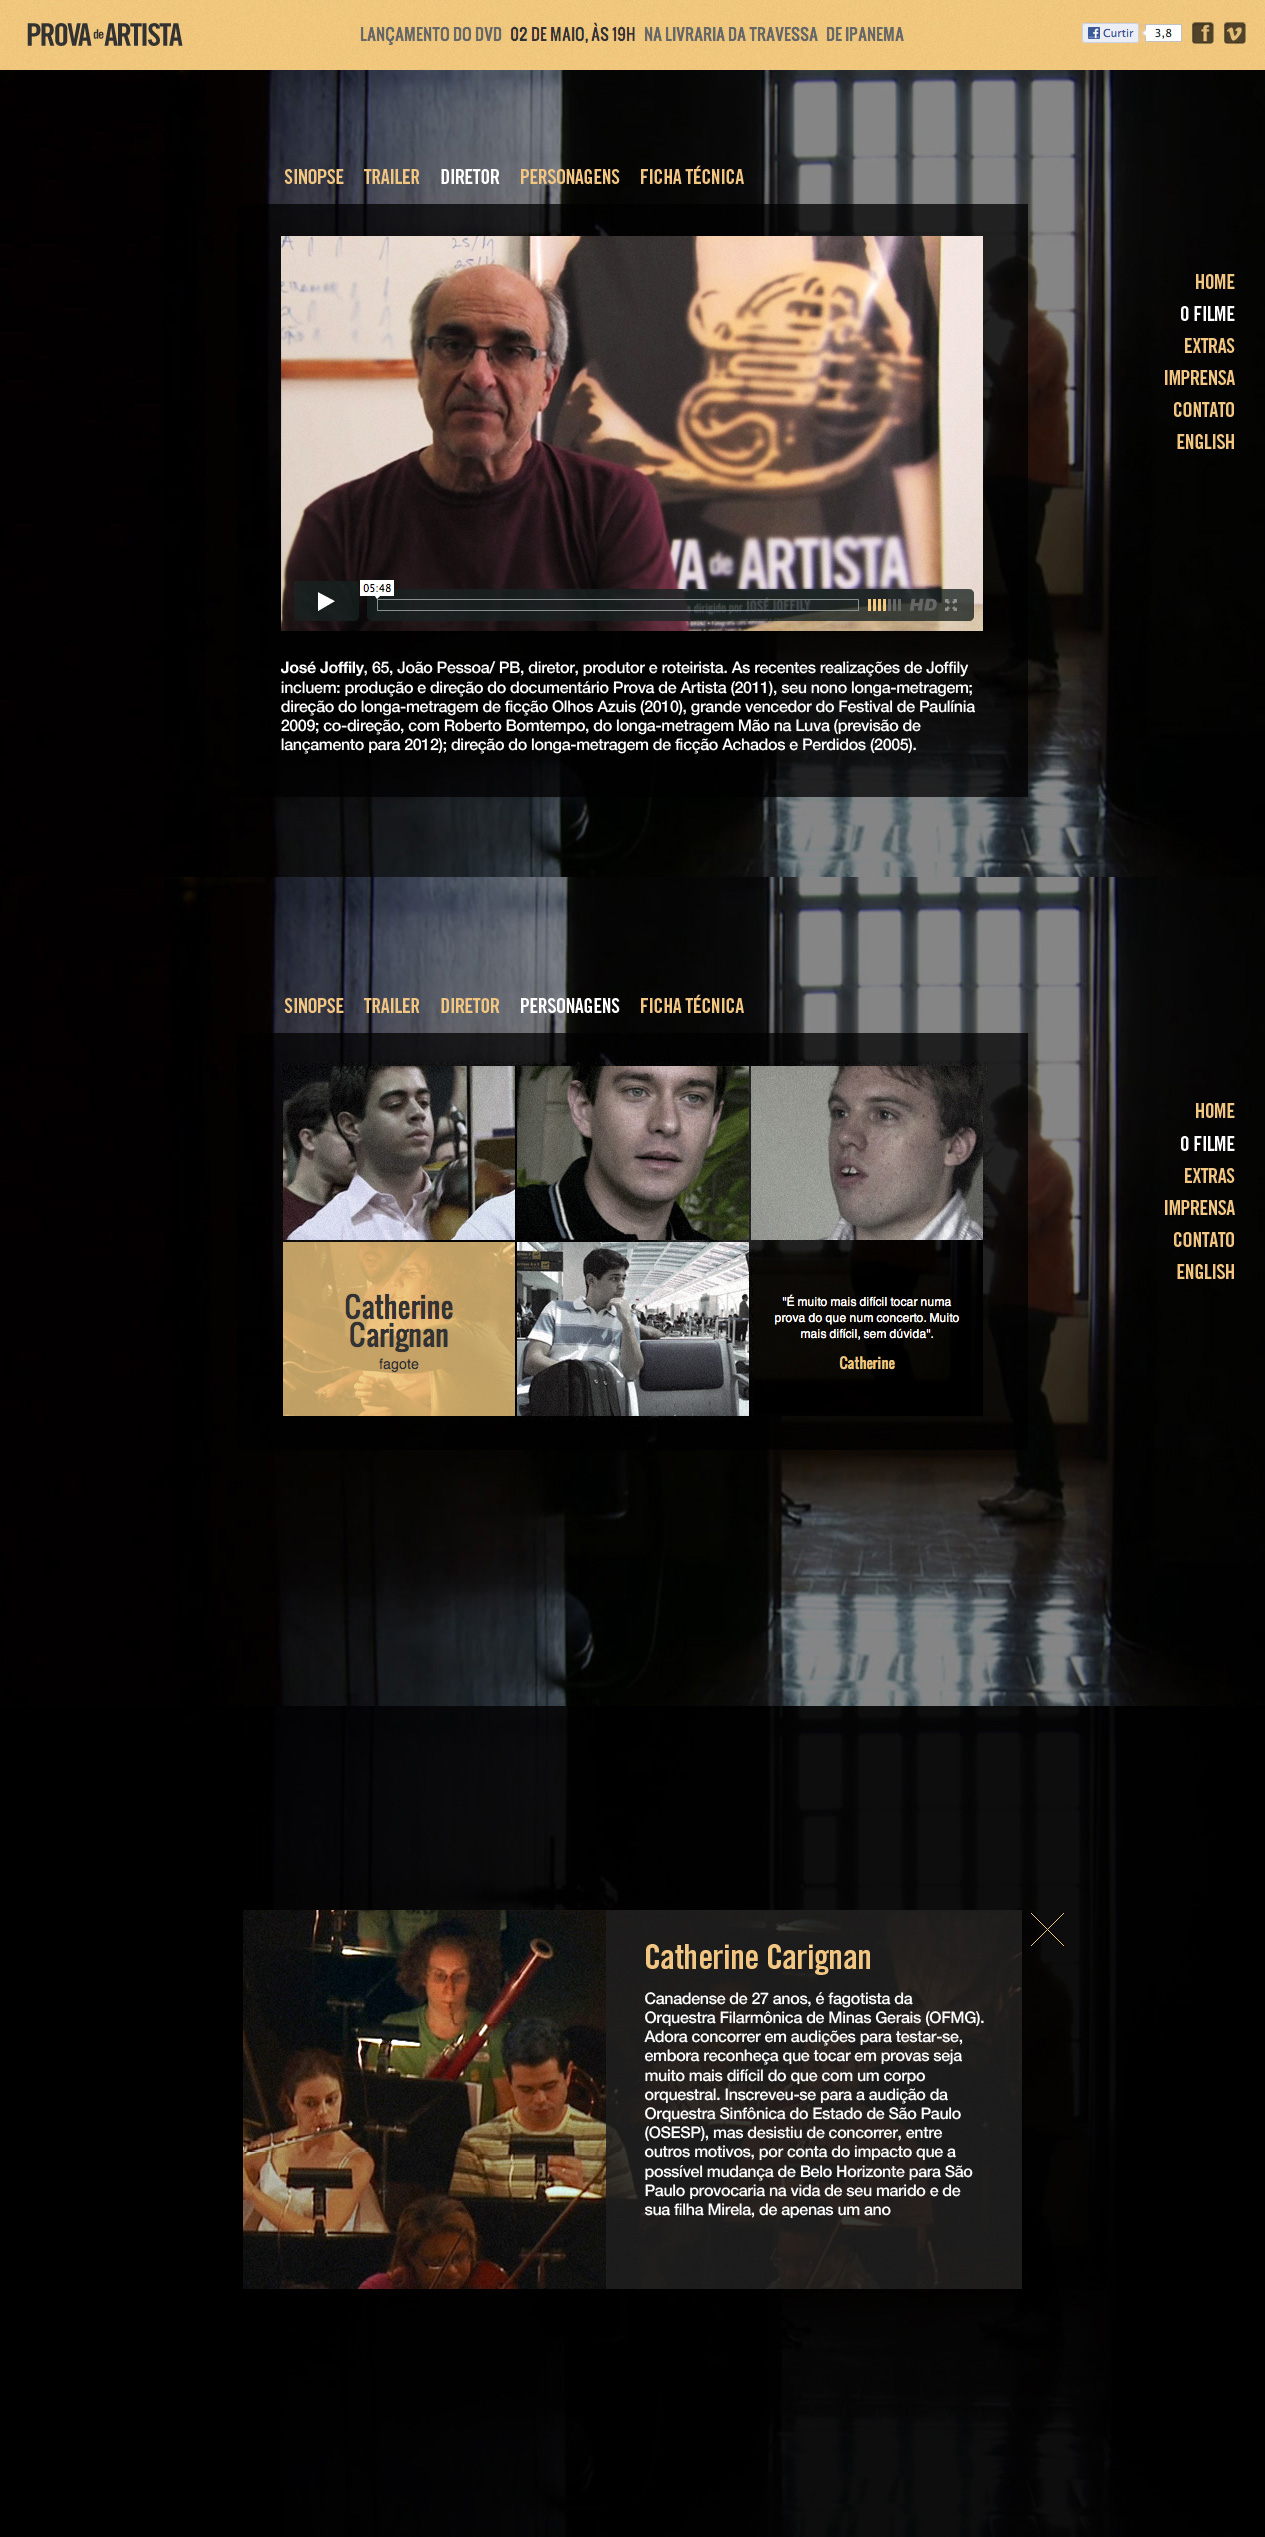 PROVA de ARTISTA
LANÇAMENTO DO DVD 02 DE MAIO, ÀS 19H NA LIVRARIA DA TRAVESSA DE IPANEMA
Curtir 3,8
SINOPSE TRAILER DIRETOR PERSONAGENS FICHA TÉCNICA
25/11
HOME
O FILME
EXTRAS
IMPRENSA
CONTATO
ENGLISH
VA de ARTISTA
05:48
dirigido por JOSÉ JOFFILY
HD
José Joffily, 65, João Pessoa/ PB, diretor, produtor e roteirista. As recentes realizações de Joffily
incluem: produção e direção do documentário Prova de Artista (2011), seu nono longa-metragem;
direção do longa-metragem de ficção Olhos Azuis (2010), grande vencedor do Festival de Paulínia
2009; co-direção, com Roberto Bomtempo, do longa-metragem Mão na Luva (previsão de
lançamento para 2012); direção do longa-metragem de ficção Achados e Perdidos (2005).
SINOPSE TRAILER DIRETOR PERSONAGENS FICHA TÉCNICA
HOME
O FILME
EXTRAS
IMPRENSA
CONTATO
ENGLISH
Catherine
Carignan
fagote
"É muito mais difícil tocar numa
prova do que num concerto. Muito
mais difícil, sem dúvida".
Catherine
Catherine Carignan
Canadense de 27 anos, é fagotista da
Orquestra Filarmônica de Minas Gerais (OFMG).
Adora concorrer em audições para testar-se,
embora reconheça que tocar em provas seja
muito mais difícil do que com um corpo
orquestral. Inscreveu-se para a audição da
Orquestra Sinfônica do Estado de São Paulo
(OSESP), mas desistiu de concorrer, entre
outros motivos, por conta do impacto que a
possível mudança de Belo Horizonte para São
Paulo provocaria na vida de seu marido e de
sua filha Mirela, de apenas um ano